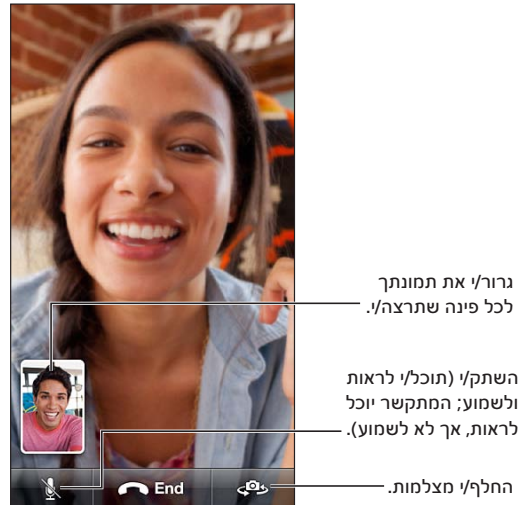 גרור/י את תמונתך
לכל פינה שתרצה/י.
השתק/י (תוכל/י לראות
ולשמוע; המתקשר יוכל
לראות, אך לא לשמוע).
End
החלף/י מצלמות.